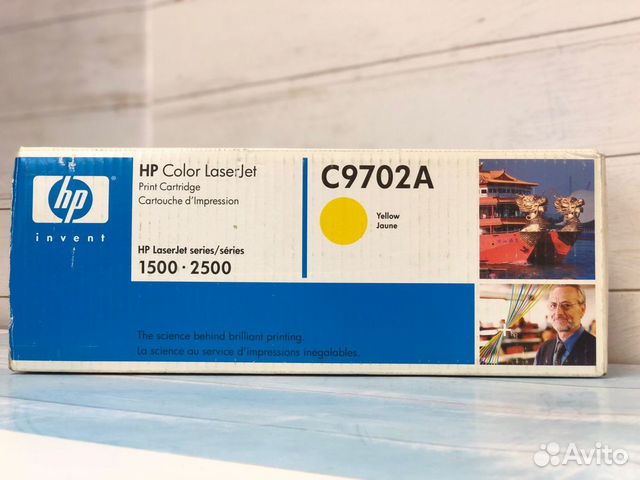 hp
invent
HP Color LaserJet
Print Cartridge
Cartouche d'Impression
HP LaserJet series/séries
1500 · 2500
C9702A
Yellow
Jaune
The science behind brilliant printing.
La science au service d'impressions inégalables.
Avito